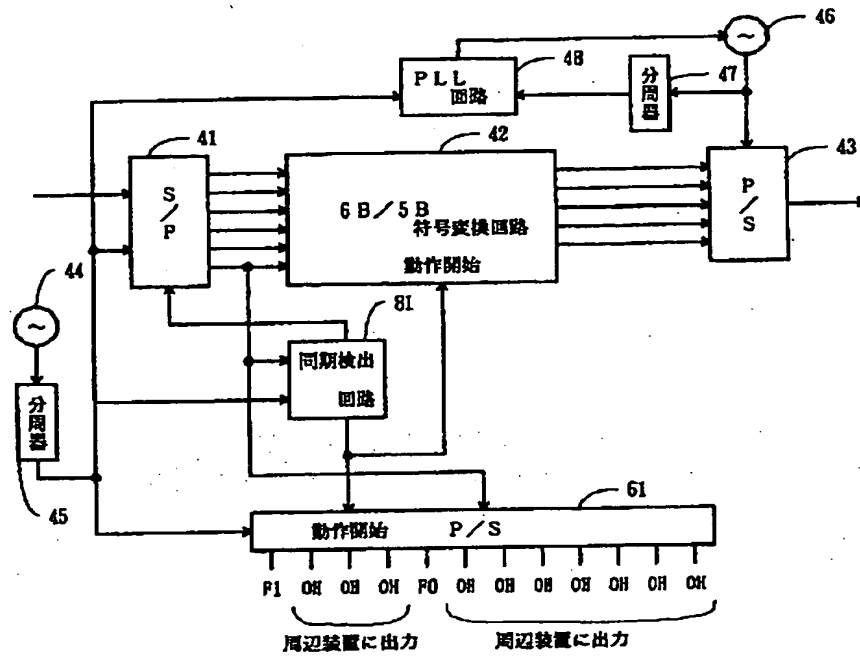 46
PLL
回路
48
分周器
47
41
S/P
42
6B/5B
符号変換回路
動作開始
P/S
43
44
分周器
45
81
同期検出
回路
61
動作開始 P/S
F1 OH OH OH F0 OH OH OH OH OH OH OH
周辺装置に出力 周辺装置に出力